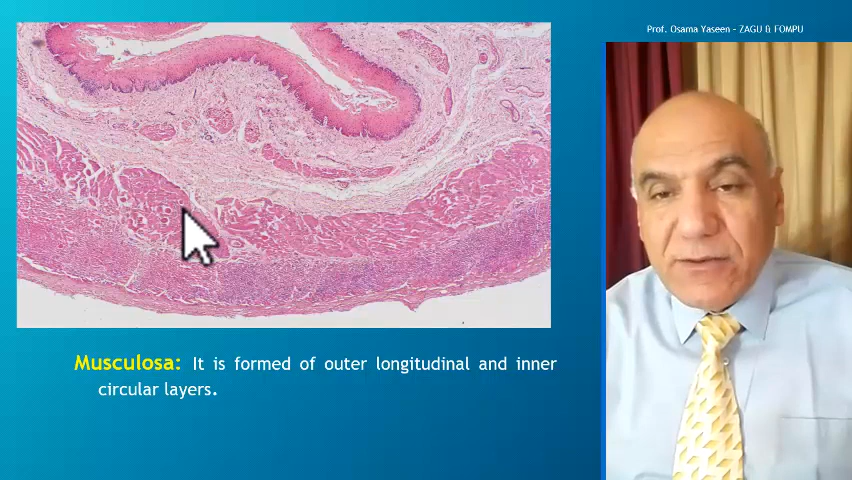 Prof. Osama Yaseen – ZAGU & FOMPU
Musculosa: It is formed of outer longitudinal and inner
circular layers.